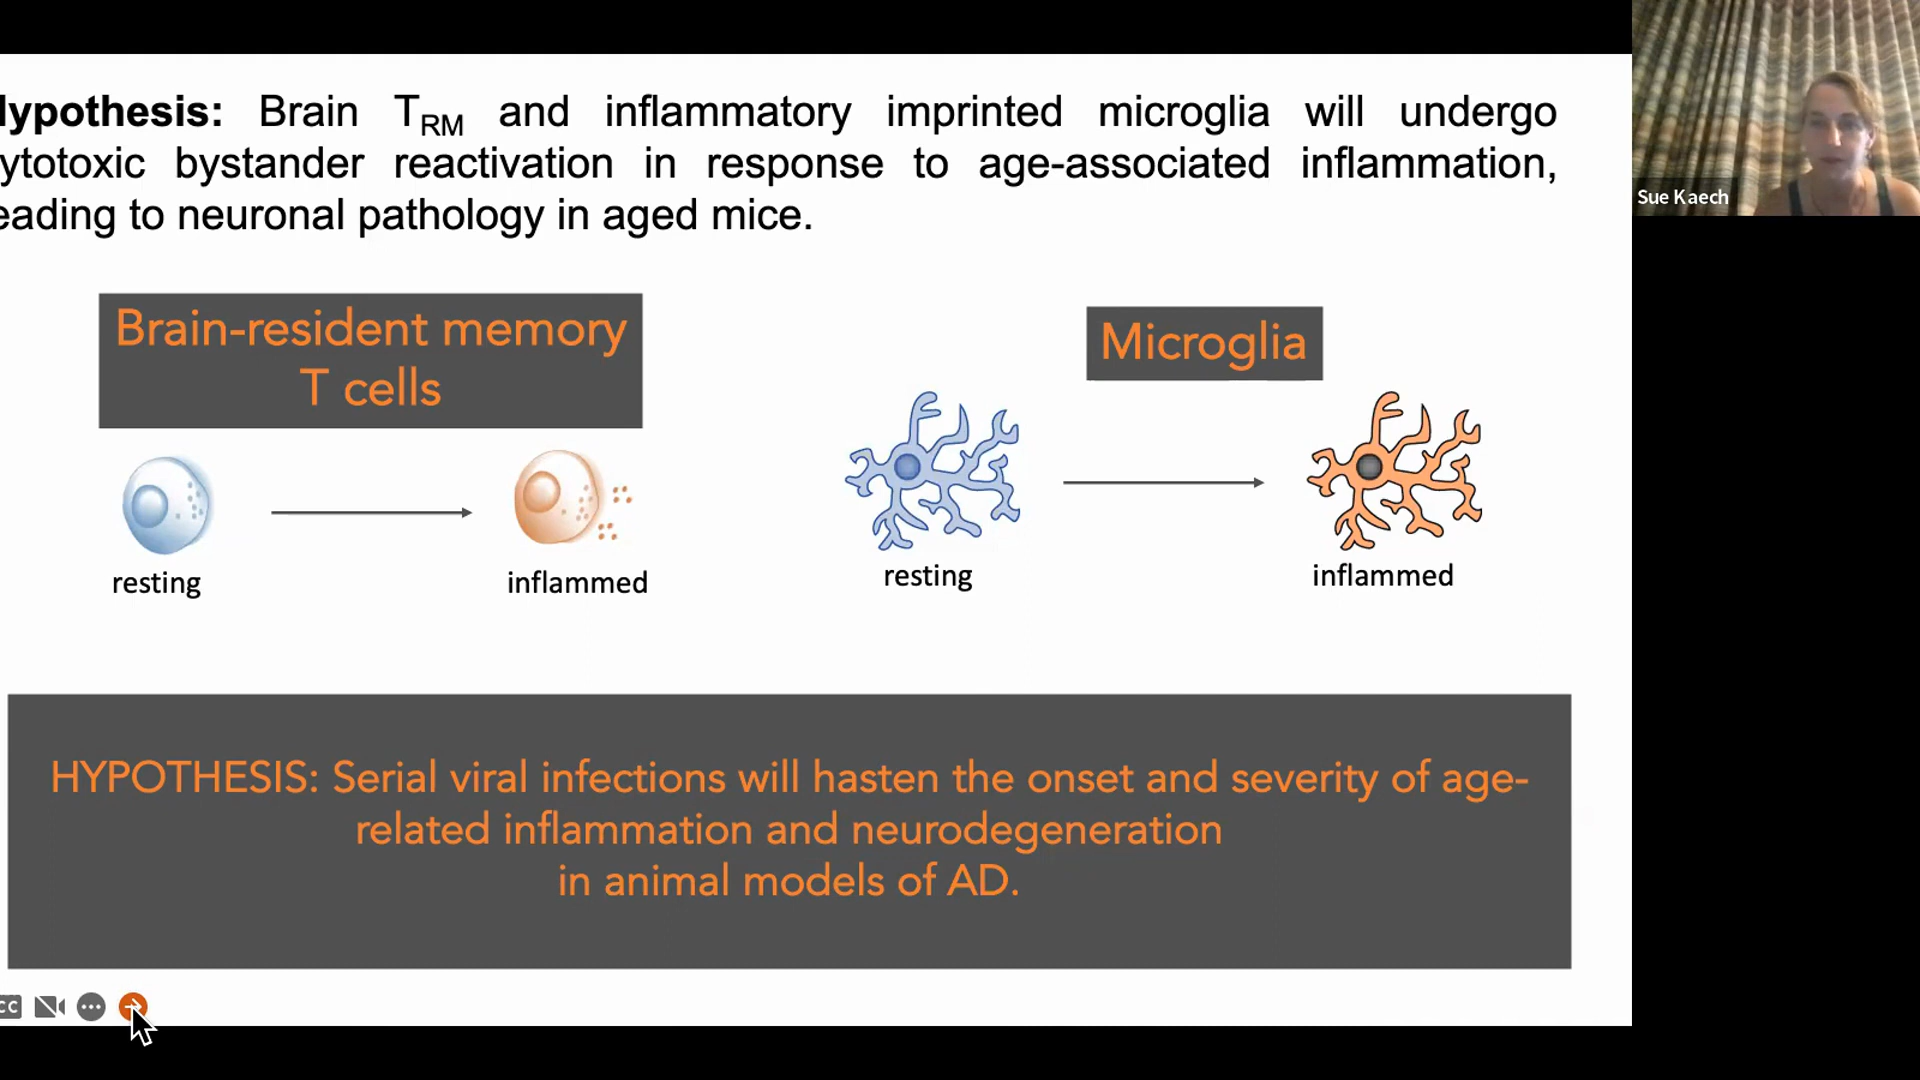 ypothesis: Brain TRM and inflammatory imprinted microglia will undergo
ytotoxic bystander reactivation in response to age-associated inflammation,
eading to neuronal pathology in aged mice.
Brain-resident memory
T cells
Microglia
resting
inflammed
resting
inflammed
HYPOTHESIS: Serial viral infections will hasten the onset and severity of age-
related inflammation and neurodegeneration
in animal models of AD.
Sue Kaech
CC